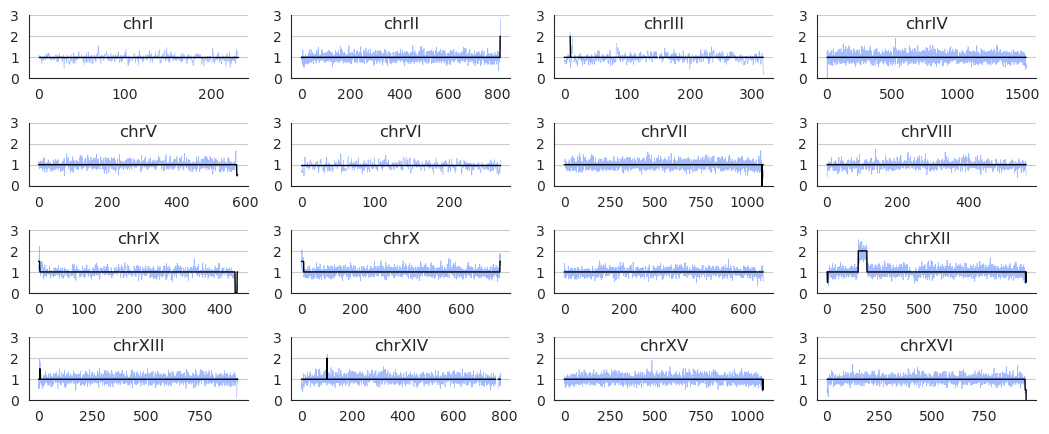 chrI chrII chrIII chrIV
3 3 3 3
2 2 2 2
1 1 1 1
0 0 0 0
0 100 200 0 200 400 600 800 0 100 200 300 0 500 1000 1500
chrV chrVI chrVII chrVIII
3 3 3 3
2 2 2 2
1 1 1 1
0 0 0 0
0 200 400 600 0 100 200 0 250 500 750 1000 0 200 400
chrIX chrX chrXI chrXII
3 3 3 3
2 2 2 2
1 1 1 1
0 0 0 0
0 100 200 300 400 0 200 400 600 0 200 400 600 0 250 500 750 1000
chrXIII chrXIV chrXV chrXVI
3 3 3 3
2 2 2 2
1 1 1 1
0 0 0 0
0 250 500 750 0 200 400 600 800 0 250 500 750 1000 0 250 500 750